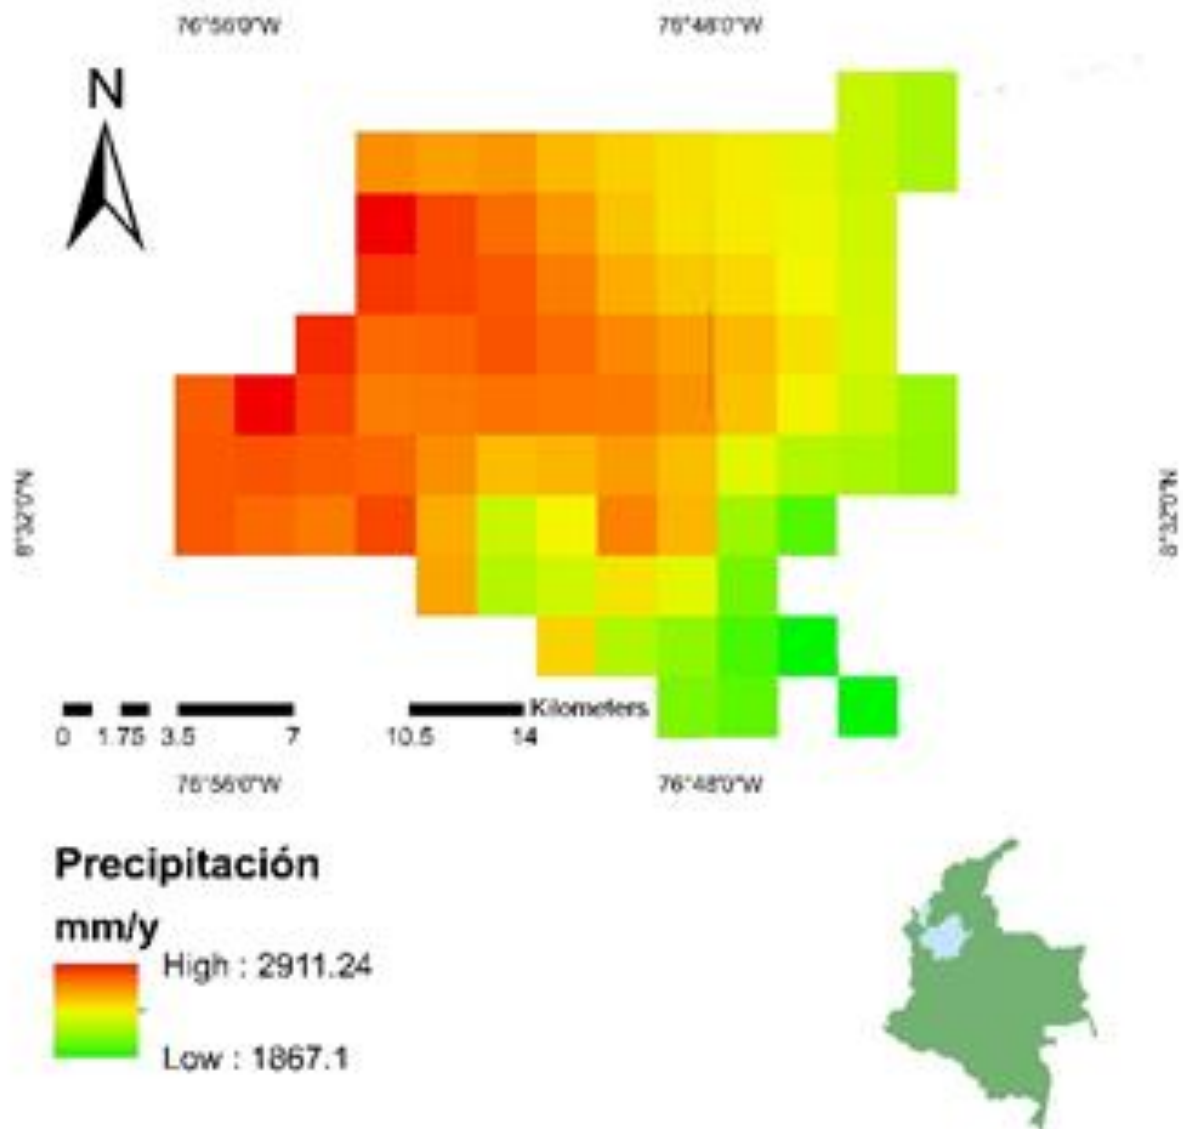 76°56'0"W 76°48'0"W
N
8°32'0"N 8°32'0"N
Kilometers
0 1.75 3.5 7 10.5 14
76°56'0"W 76°48'0"W
Precipitación
mm/y
High : 2911.24
Low : 1867.1